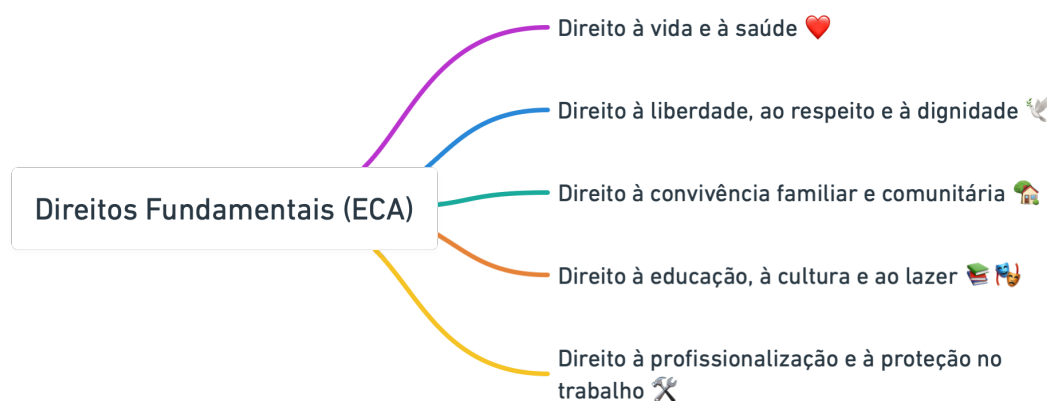 Direito à vida e à saúde ❤️
Direito à liberdade, ao respeito e à dignidade 🕊️
Direitos Fundamentais (ECA)
Direito à convivência familiar e comunitária 🏡
Direito à educação, à cultura e ao lazer 📚🎭
Direito à profissionalização e à proteção no
trabalho 🛠️